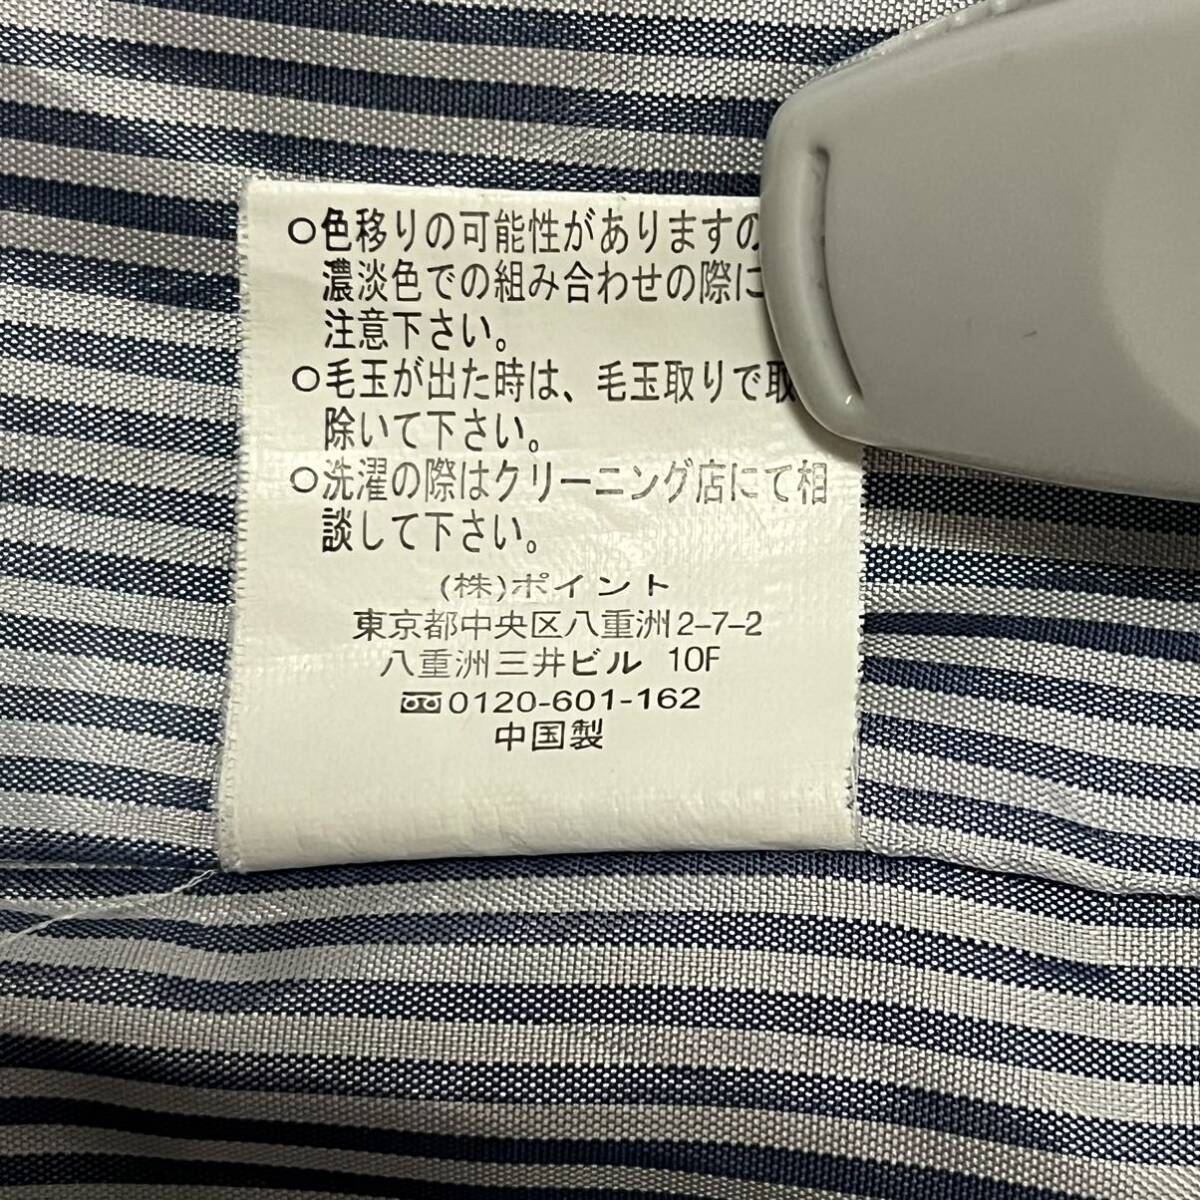 ○色移りの可能性がありますの
濃淡色での組み合わせの際に
注意下さい。
○毛玉が出た時は、毛玉取りで取
除いて下さい。
○洗濯の際はクリーニング店にて相
談して下さい。
(株)ポイント
東京都中央区八重洲2-7-2
八重洲三井ビル 10F
0120-601-162
中国製